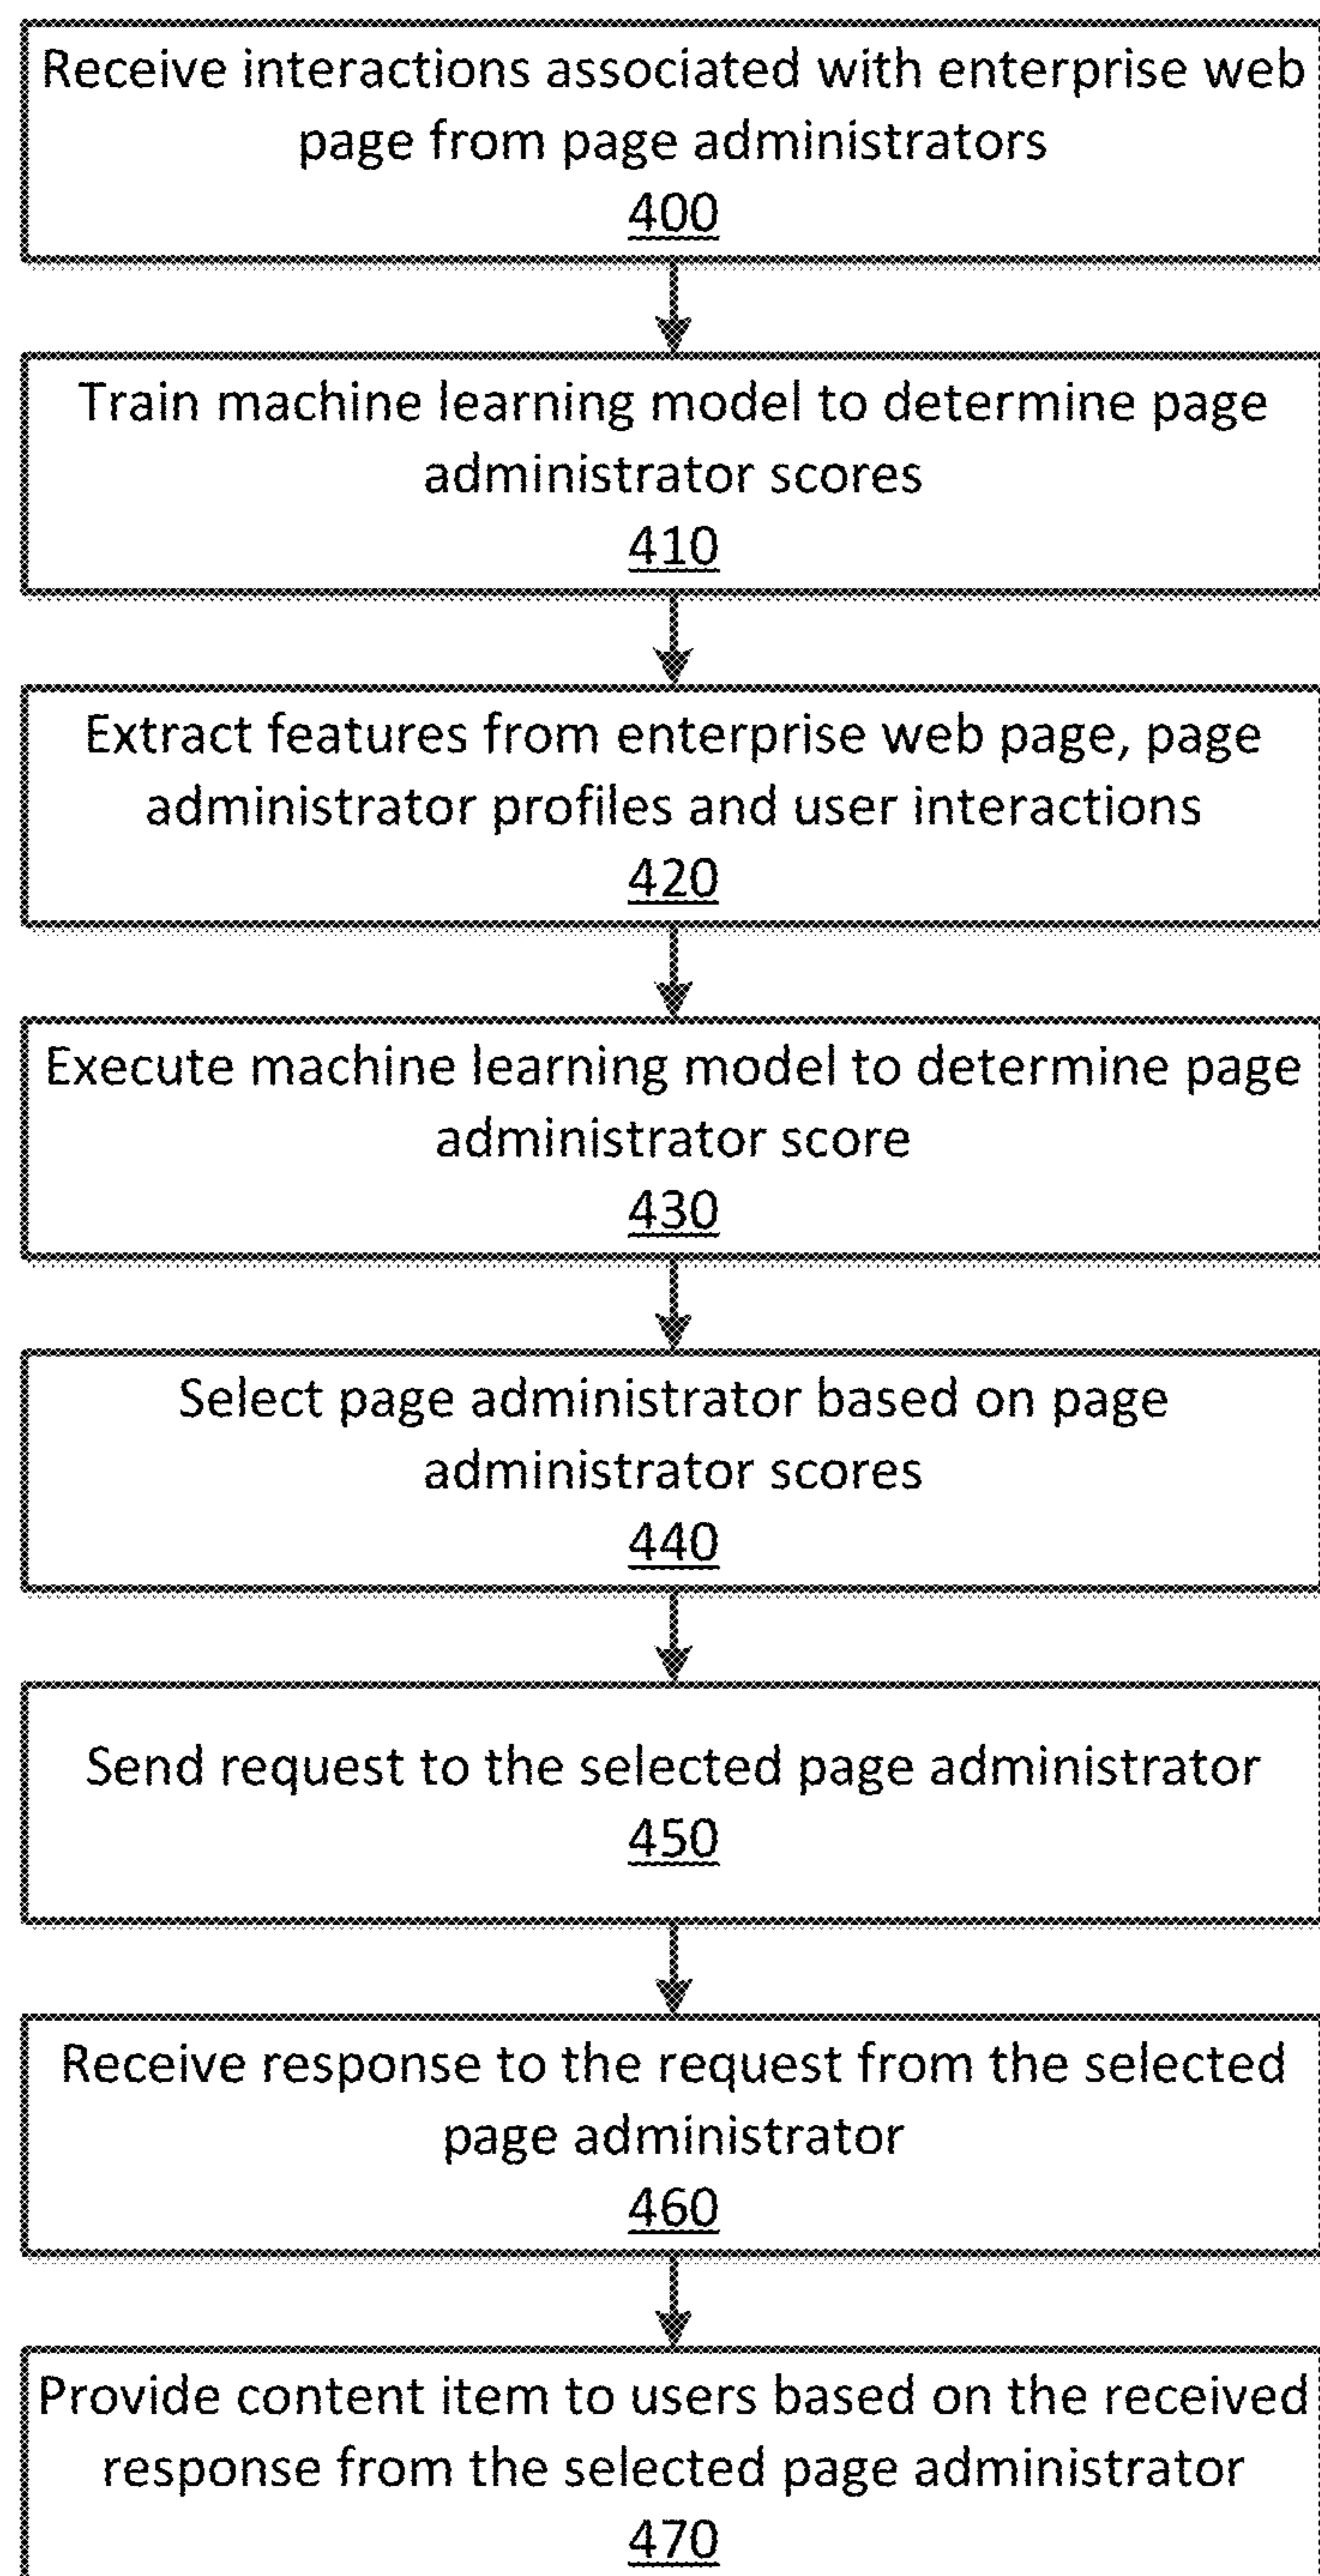 Receive interactions associated with enterprise web
page from page administrators
400
Train machine learning model to determine page
administrator scores
410
Extract features from enterprise web page, page
administrator profiles and user interactions
420
Execute machine learning model to determine page
administrator score
430
Select page administrator based on page
administrator scores
440
Send request to the selected page administrator
450
Receive response to the request from the selected
page administrator
460
Provide content item to users based on the received
response from the selected page administrator
470